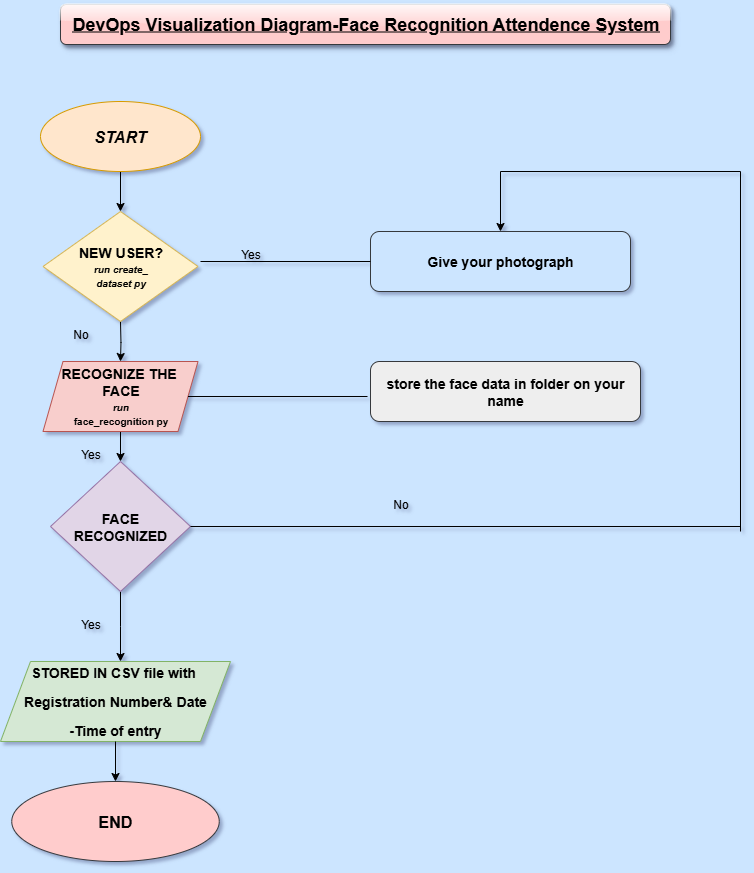 DevOps Visualization Diagram-Face Recognition Attendence System
START
NEW USER?
run create_
dataset py
Yes
Give your photograph
No
RECOGNIZE THE
FACE
run
face_recognition py
store the face data in folder on your
name
Yes
FACE
RECOGNIZED
No
Yes
STORED IN CSV file with
Registration Number& Date
-Time of entry
END